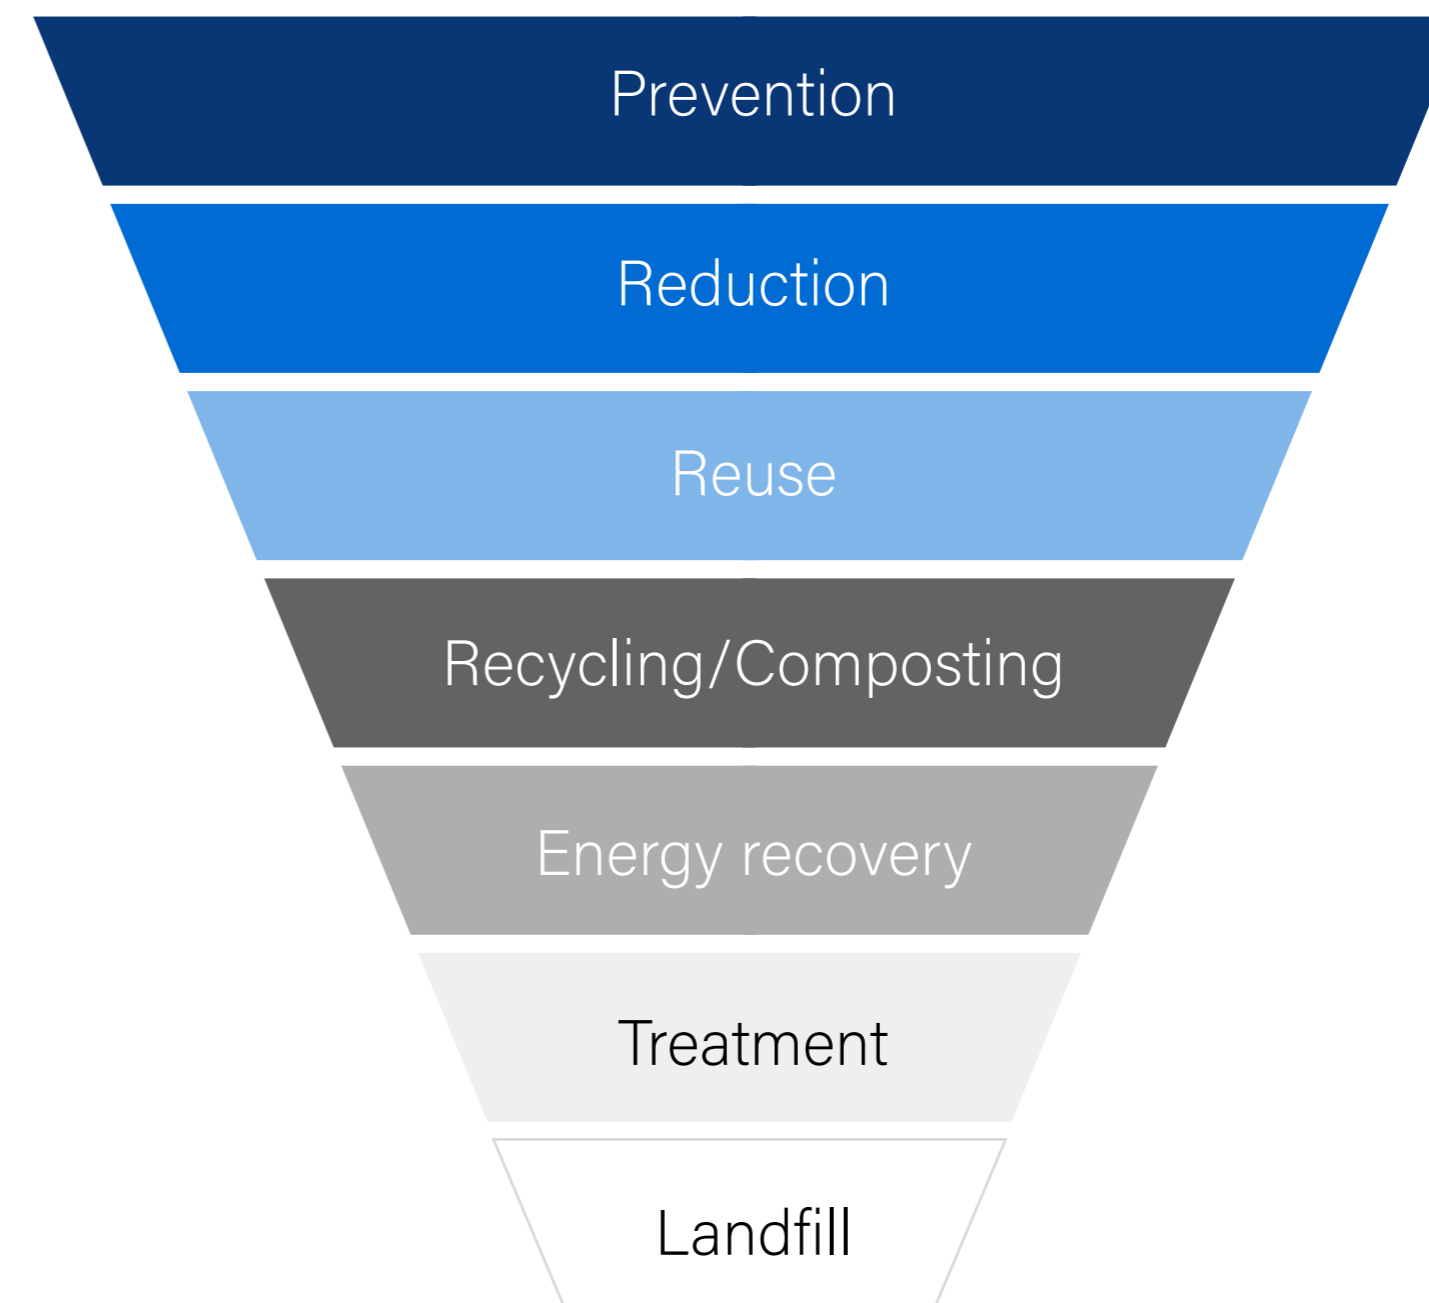 Prevention
Reduction
Reuse
Recycling/Composting
Energy recovery
Treatment
Landfill